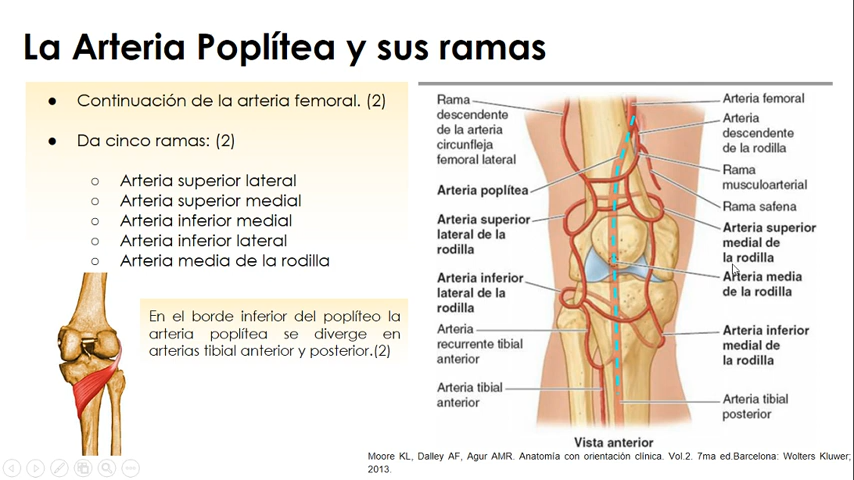 La Arteria Poplítea y sus ramas
● Continuación de la arteria femoral. (2)
● Da cinco ramas: (2)
○ Arteria superior lateral
○ Arteria superior medial
○ Arteria inferior medial
○ Arteria inferior lateral
○ Arteria media de la rodilla
En el borde inferior del poplíteo la
arteria poplítea se diverge en
arterias tibial anterior y posterior.(2)
Rama
descendente
de la arteria
circunfleja
femoral lateral
Arteria poplítea
Arteria superior
lateral de la
rodilla
Arteria inferior
lateral de la
rodilla
Arteria
recurrente tibial
anterior
Arteria tibial
anterior
Arteria femoral
Arteria
descendente
de la rodilla
Rama
musculoarterial
Rama safena
Arteria superior
medial de
la rodilla
Arteria media
de la rodilla
Arteria inferior
medial de
la rodilla
Arteria tibial
posterior
Vista anterior
Moore KL, Dalley AF, Agur AMR. Anatomía con orientación clínica. Vol.2. 7ma ed.Barcelona: Wolters Kluwer;
2013.